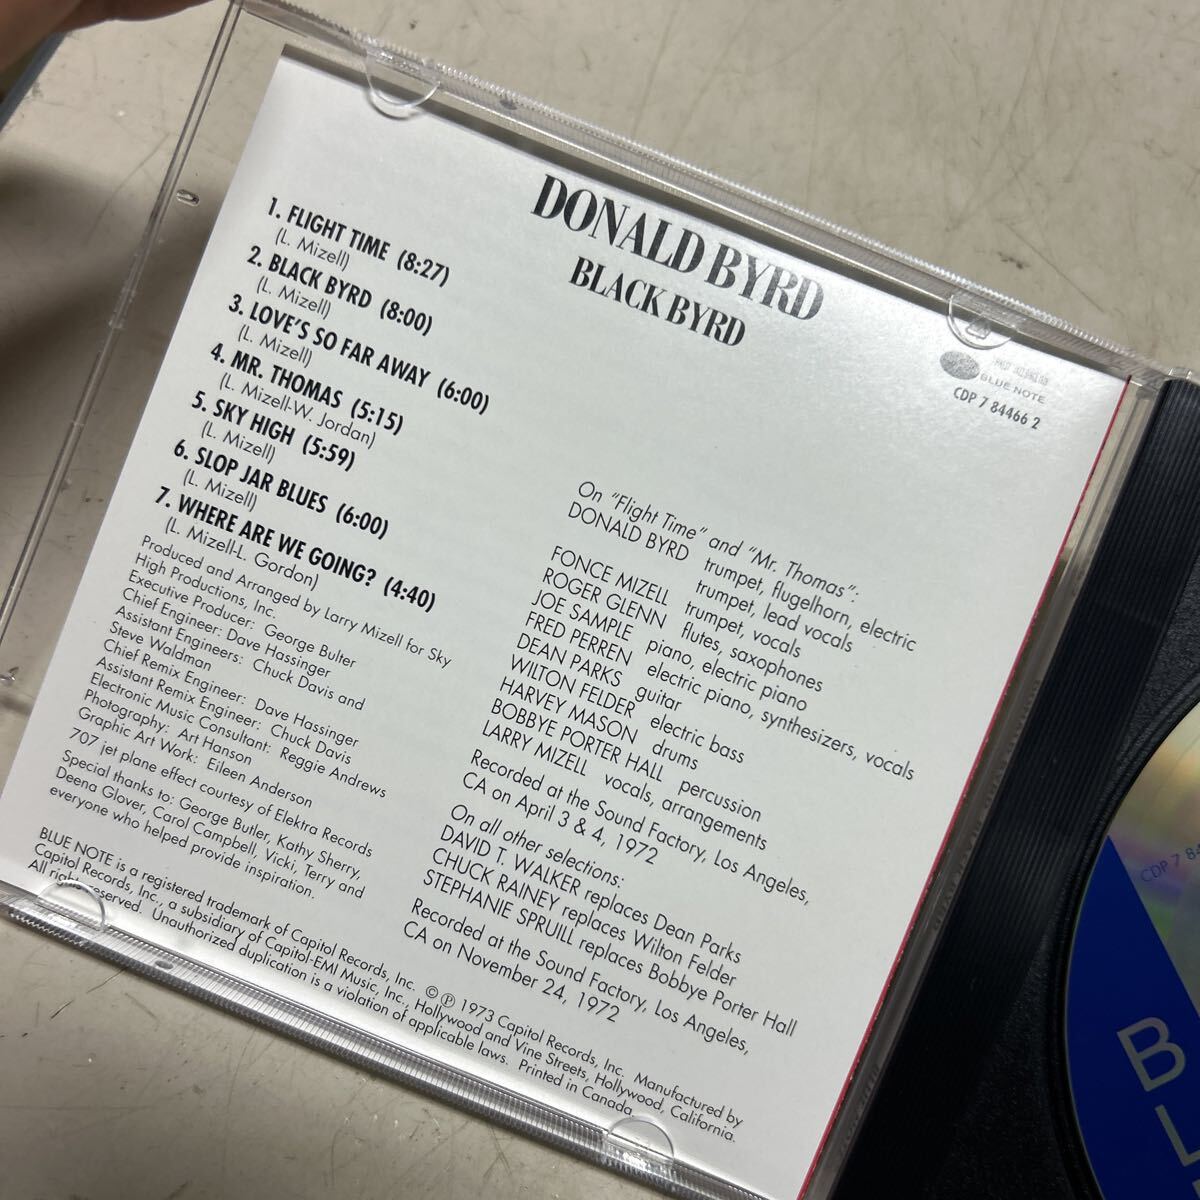 DONALD BYRD
BLACK BYRD
BLUE NOTE
CDP 7 84466 2
1. FLIGHT TIME (8:27)
(L. Mizell)
2. BLACK BYRD (8:00)
(L. Mizell)
3. LOVE'S SO FAR AWAY (6:00)
(L. Mizell)
4. MR. THOMAS (5:15)
(L. Mizell-W. Jordan)
5. SKY HIGH (5:59)
(L. Mizell)
6. SLOP JAR BLUES (6:00)
(L. Mizell)
7. WHERE ARE WE GOING? (4:40)
(L. Mizell-L. Gordon)
Produced and Arranged by Larry Mizell for Sky
High Productions, Inc.
Executive Producer: George Bulter
Chief Engineer: Dave Hassinger
Assistant Engineers: Chuck Davis and
Steve Waldman
Chief Remix Engineer: Dave Hassinger
Assistant Remix Engineer: Chuck Davis
Electronic Music Consultant: Reggie Andrews
Photography: Art Hanson
Graphic Art Work: Eileen Anderson
707 jet plane effect courtesy of Elektra Records
Special thanks to: George Butler, Kathy Sherry,
Deena Glover, Carol Campbell, Vicki, Terry and
everyone who helped provide inspiration.
On "Flight Time" and "Mr. Thomas":
DONALD BYRD trumpet, flugelhorn, electric
trumpet, lead vocals
FONCE MIZELL trumpet, vocals
ROGER GLENN flutes, saxophones
JOE SAMPLE piano, electric piano
FRED PERREN electric piano, synthesizers, vocals
DEAN PARKS guitar
WILTON FELDER electric bass
HARVEY MASON drums
BOBBYE PORTER HALL percussion
LARRY MIZELL vocals, arrangements
Recorded at the Sound Factory, Los Angeles,
CA on April 3 & 4, 1972
On all other selections:
DAVID T. WALKER replaces Dean Parks
CHUCK RAINEY replaces Wilton Felder
STEPHANIE SPRUILL replaces Bobbye Porter Hall
Recorded at the Sound Factory, Los Angeles,
CA on November 24, 1972
BLUE NOTE is a registered trademark of Capitol Records, Inc. © ℗ 1973 Capitol Records, Inc. Manufactured by
Capitol Records, Inc., a subsidiary of Capitol-EMI Music, Inc., Hollywood and Vine Streets, Hollywood, California.
All rights reserved. Unauthorized duplication is a violation of applicable laws. Printed in Canada.
CDP 7 84
B
L